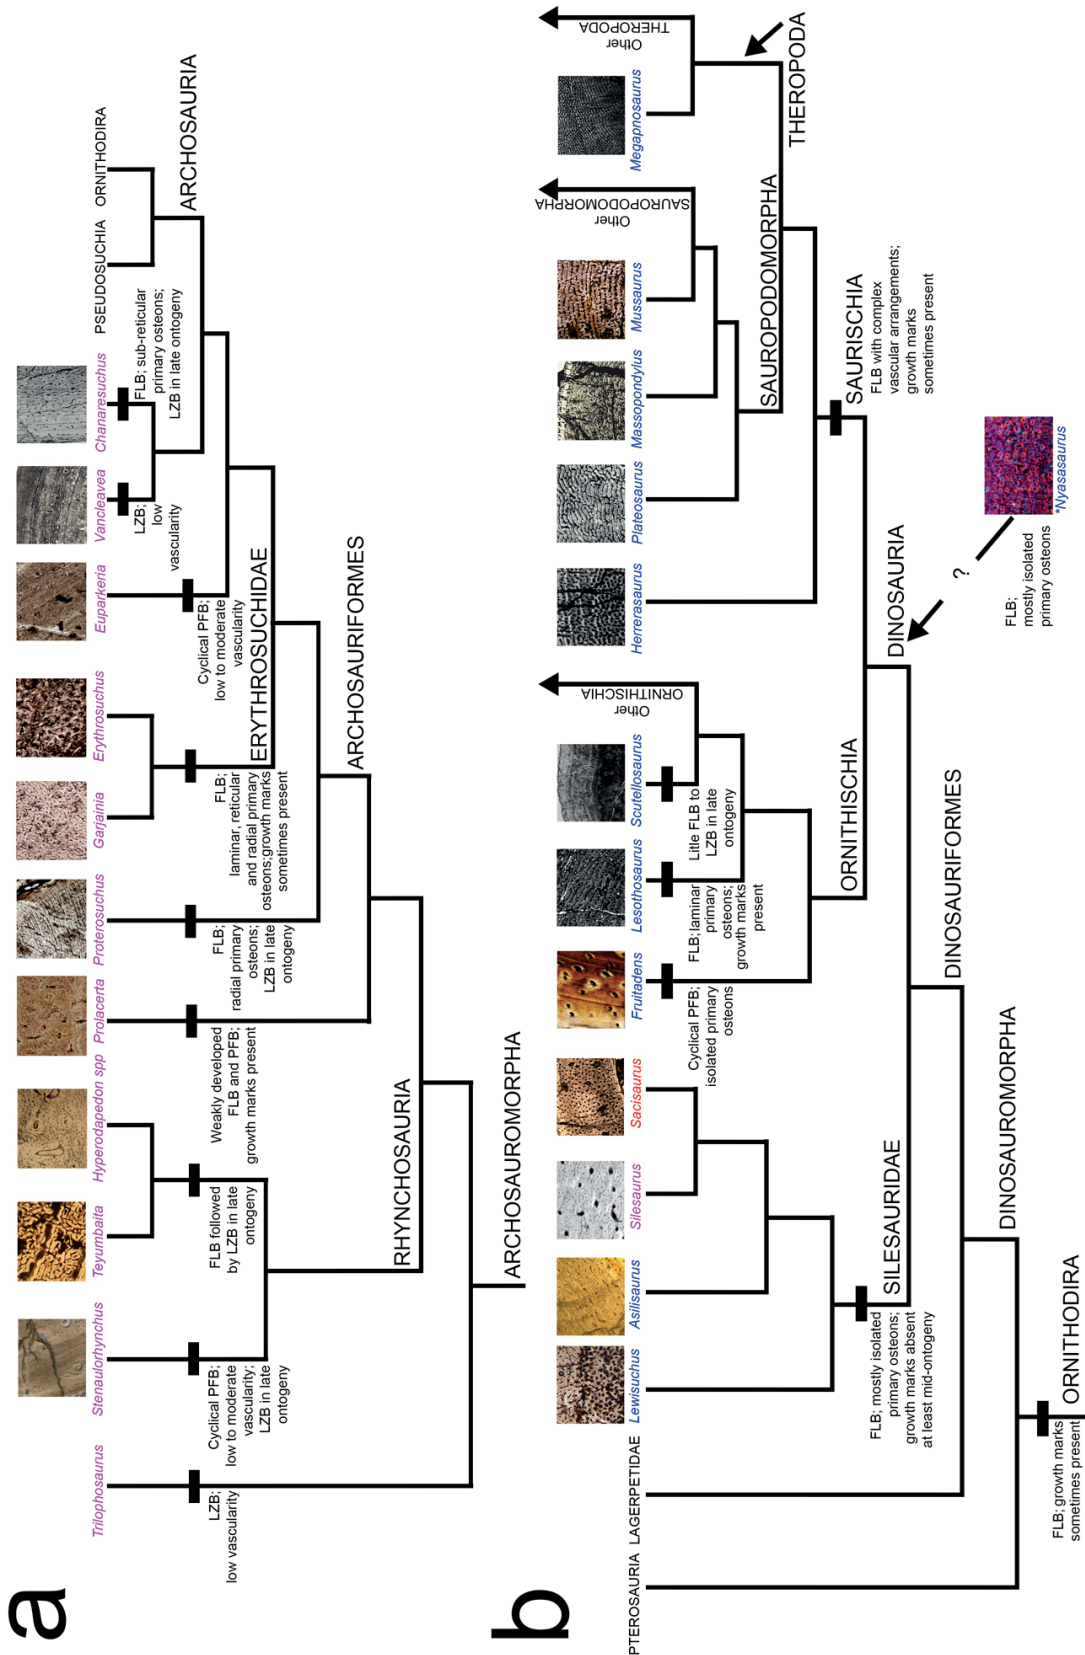 a
Trilophosaurus
Stenaulorhynchus
Teyumbaita
Hyperodapedon spp
Prolacerta
Proterosuchus
Garjainia
Erythrosuchus
Euparkeria
Vancleavea
Chanaresuchus
PSEUDOSUCHIA
ORNITHODIRA
LZB;
low vascularity
Cyclical PFB;
low to moderate
vascularity;
LZB in late
ontogeny
FLB followed
by LZB in late
ontogeny
Weakly developed
FLB and PFB;
growth marks present
FLB;
radial primary
osteons;
LZB in late
ontogeny
FLB;
laminar, reticular
and radial primary
osteons;growth marks
sometimes present
Cyclical PFB;
low to moderate
vascularity
LZB;
low
vascularity
FLB; sub-reticular
primary osteons;
LZB in late ontogeny
ARCHOSAURIA
ERYTHROSUCHIDAE
ARCHOSAURIFORMES
RHYNCHOSAURIA
ARCHOSAUROMORPHA
b
PTEROSAURIA
LAGERPETIDAE
Lewisuchus
Asilisaurus
Silesaurus
Sacisaurus
Fruitadens
Lesothosaurus
Scutellosaurus
Other
ORNITHISCHIA
Herrerasaurus
Plateosaurus
Massopondylus
Mussaurus
Other
SAUROPODOMORPHA
Megapnosaurus
Other
THEROPODA
Cyclical PFB;
isolated primary
osteons
FLB; laminar
primary
osteons;
growth marks
present
Little FLB to
LZB in late
ontogeny
SAUROPODOMORPHA
THEROPODA
ORNITHISCHIA
SAURISCHIA
FLB with complex
vascular arrangements;
growth marks
sometimes present
SILESAURIDAE
FLB; mostly isolated
primary osteons;
growth marks absent
at least mid-ontogeny
DINOSAURIA
?
FLB;
mostly isolated
primary osteons
*Nyasasaurus
DINOSAURIFORMES
DINOSAUROMORPHA
ORNITHODIRA
FLB; growth marks
sometimes present